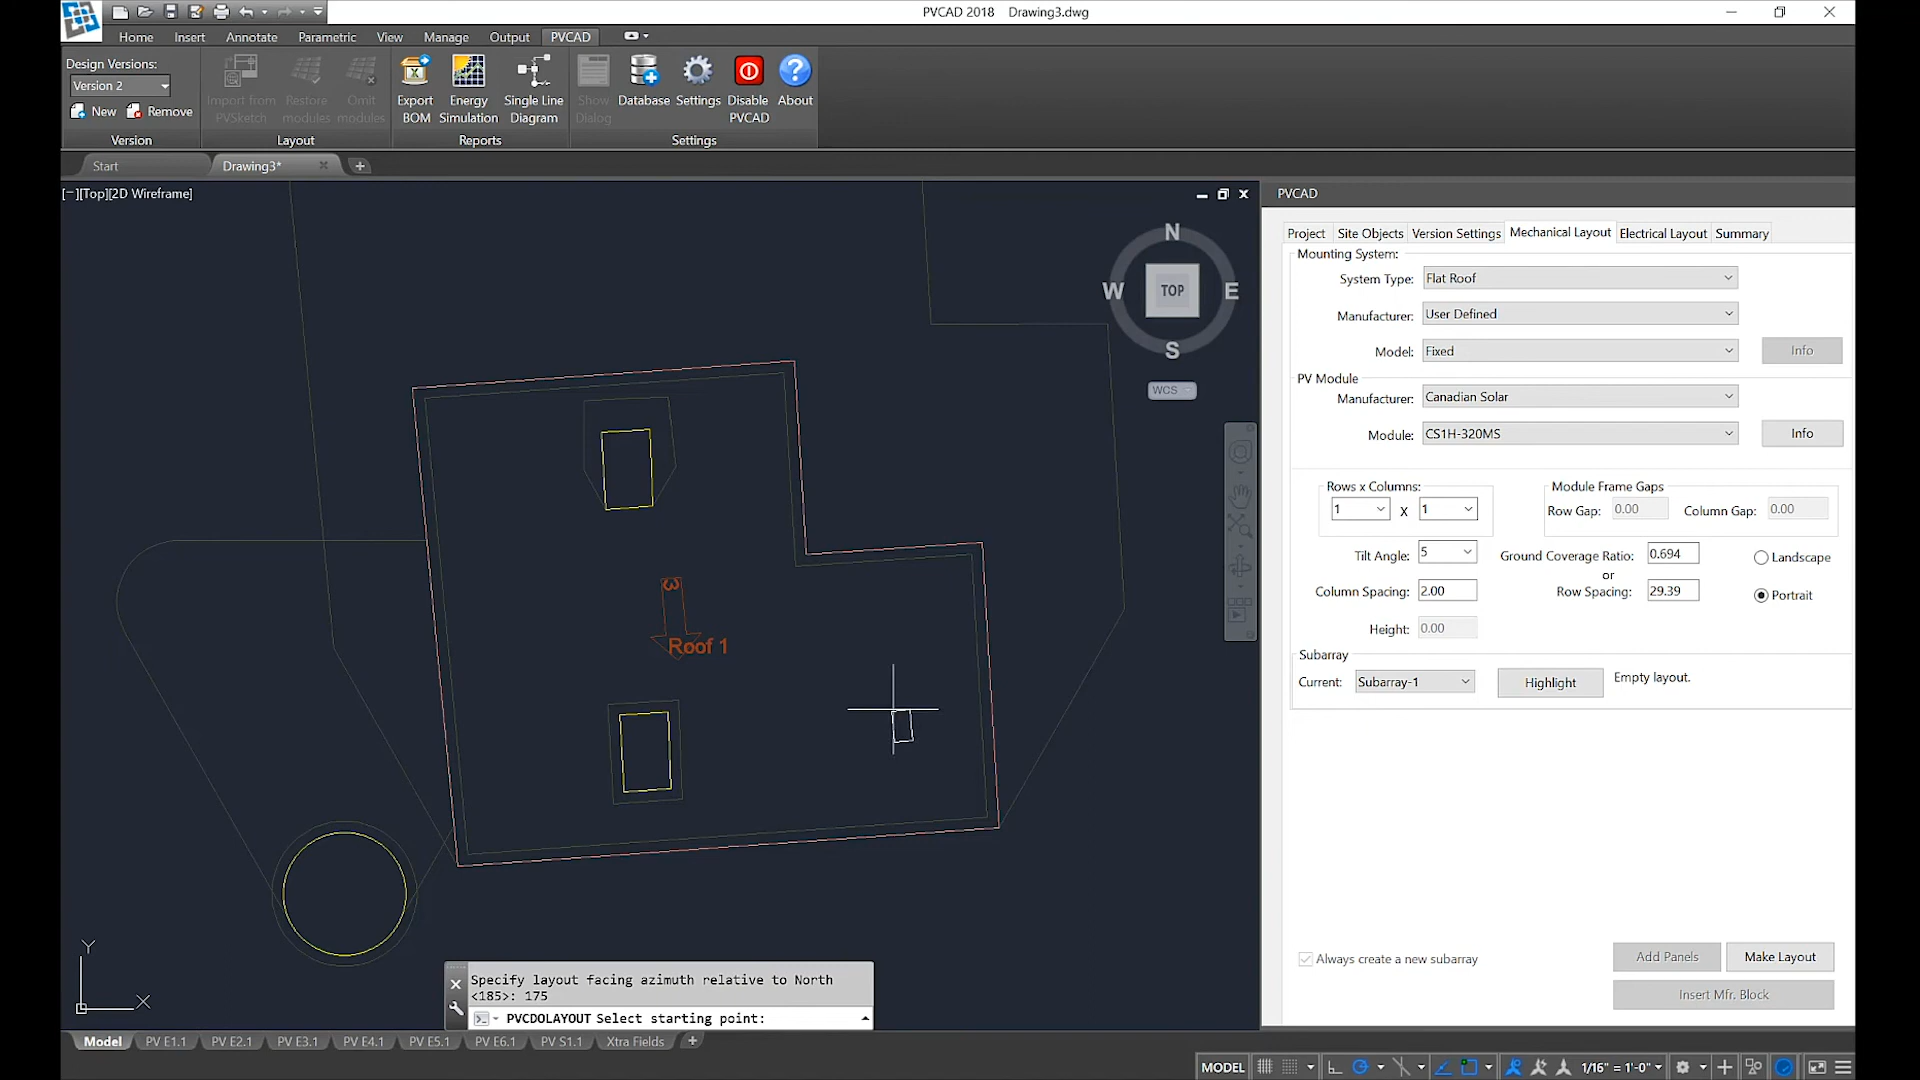 PVCAD 2018 Drawing3.dwg
Home Insert Annotate Parametric View Manage Output PVCAD
Design Versions:
Version 2
New Remove
Version
Import from PVSketch
Restore modules
Omit modules
Layout
Export BOM
Energy Simulation
Single Line Diagram
Reports
Show Dialog
Database
Settings
Disable PVCAD
About
Settings
Start Drawing3*
[−][Top][2D Wireframe]
N
W TOP E
S
WCS
3
Roof 1
Y
X
Specify layout facing azimuth relative to North
<185>: 175
PVCDOLAYOUT Select starting point:
Model PV E1.1 PV E2.1 PV E3.1 PV E4.1 PV E5.1 PV E6.1 PV S1.1 Xtra Fields
PVCAD
Project Site Objects Version Settings Mechanical Layout Electrical Layout Summary
Mounting System:
System Type: Flat Roof
Manufacturer: User Defined
Model: Fixed Info
PV Module
Manufacturer: Canadian Solar
Module: CS1H-320MS Info
Rows x Columns: Module Frame Gaps
1 X 1 Row Gap: 0.00 Column Gap: 0.00
Tilt Angle: 5 Ground Coverage Ratio: 0.694 Landscape
or
Column Spacing: 2.00 Row Spacing: 29.39 Portrait
Height: 0.00
Subarray
Current: Subarray-1 Highlight Empty layout.
Always create a new subarray Add Panels Make Layout
Insert Mfr. Block
MODEL 1/16" = 1'-0"